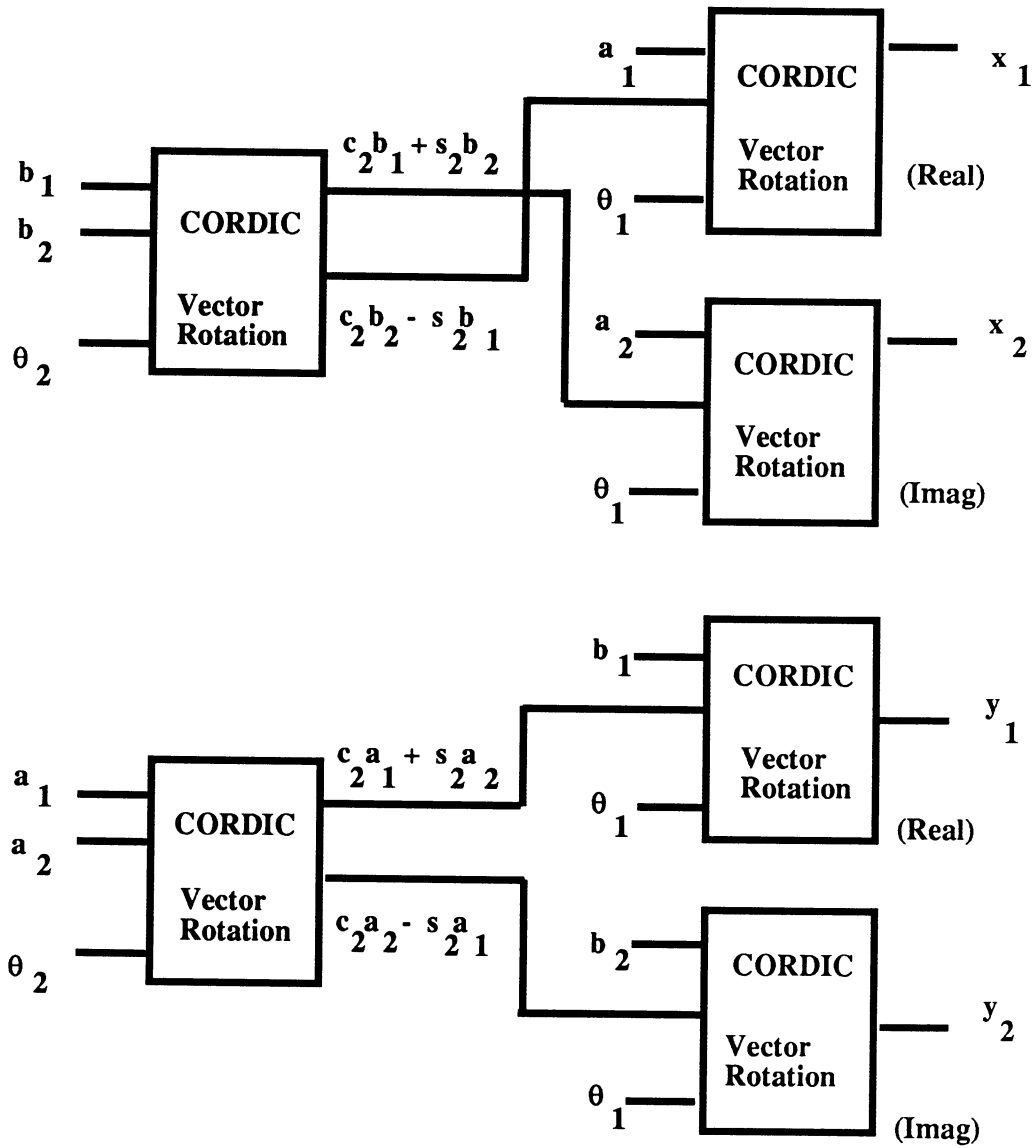 a1
CORDIC
x1
Vector
Rotation
(Real)
θ1
c2b1 + s2b2
b1
b2
CORDIC
Vector
Rotation
θ2
c2b2 - s2b1
a2
CORDIC
x2
Vector
Rotation
θ1
(Imag)
b1
CORDIC
y1
Vector
Rotation
θ1
(Real)
c2a1 + s2a2
a1
a2
CORDIC
Vector
Rotation
θ2
c2a2 - s2a1
b2
CORDIC
y2
Vector
Rotation
θ1
(Imag)